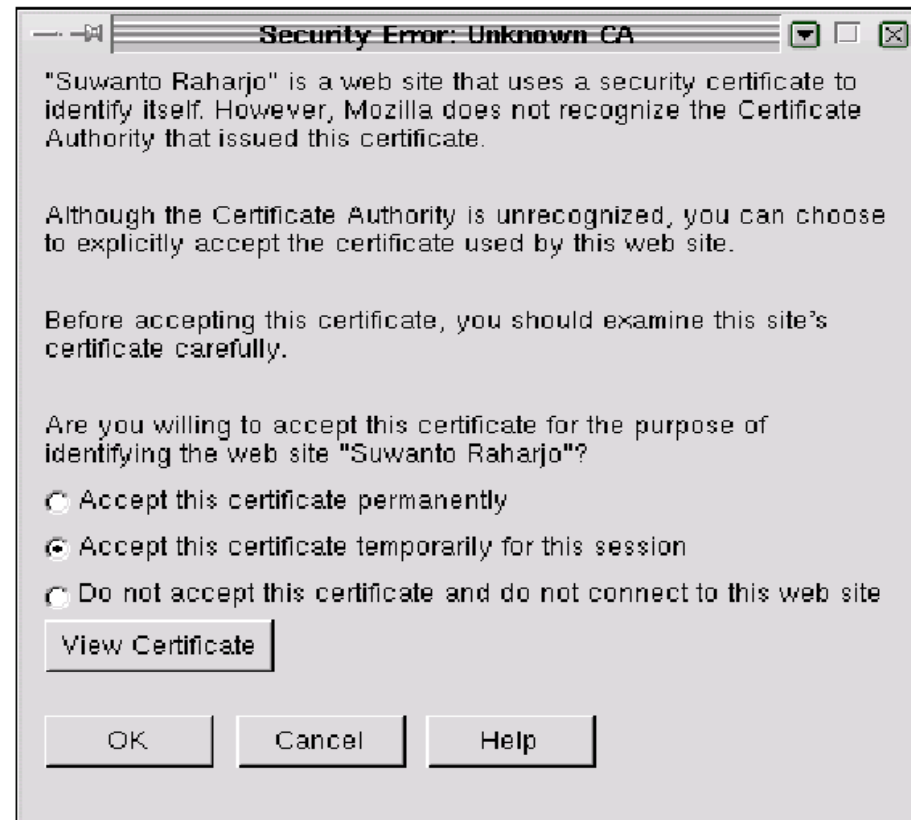 Security Error: Unknown CA
"Suwanto Raharjo" is a web site that uses a security certificate to
identify itself. However, Mozilla does not recognize the Certificate
Authority that issued this certificate.
Although the Certificate Authority is unrecognized, you can choose
to explicitly accept the certificate used by this web site.
Before accepting this certificate, you should examine this site's
certificate carefully.
Are you willing to accept this certificate for the purpose of
identifying the web site "Suwanto Raharjo"?
Accept this certificate permanently
Accept this certificate temporarily for this session
Do not accept this certificate and do not connect to this web site
View Certificate
OK Cancel Help